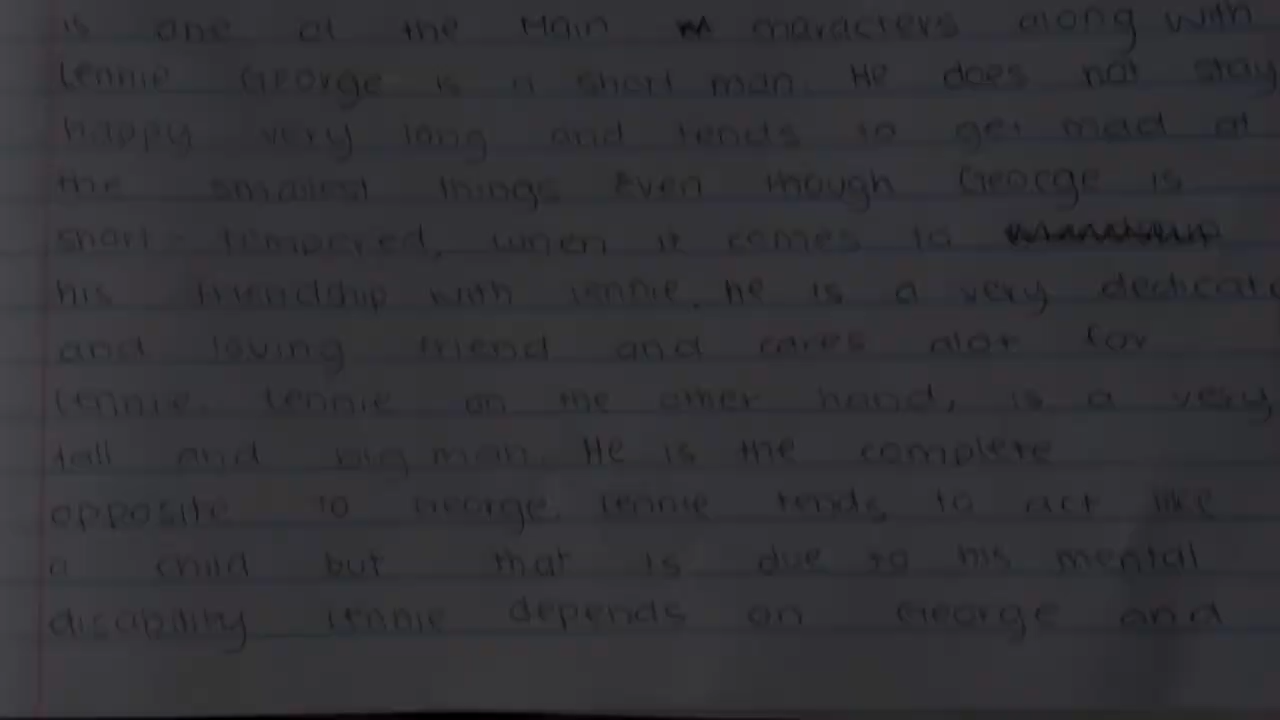 is one of the Main characters along with
Lennie George is a short man. He does not stay
happy very long and tends to get mad at
the smallest things Even though George is
short-tempered, when it comes to
his friendship with Lennie, he is a very dedicate
and loving friend and cares alot for
Lennie. Lennie on the other hand, is a very
tall and big man. He is the complete
opposite to George. Lennie tends to act like
a child but that is due to his mental
disability Lennie depends on George and